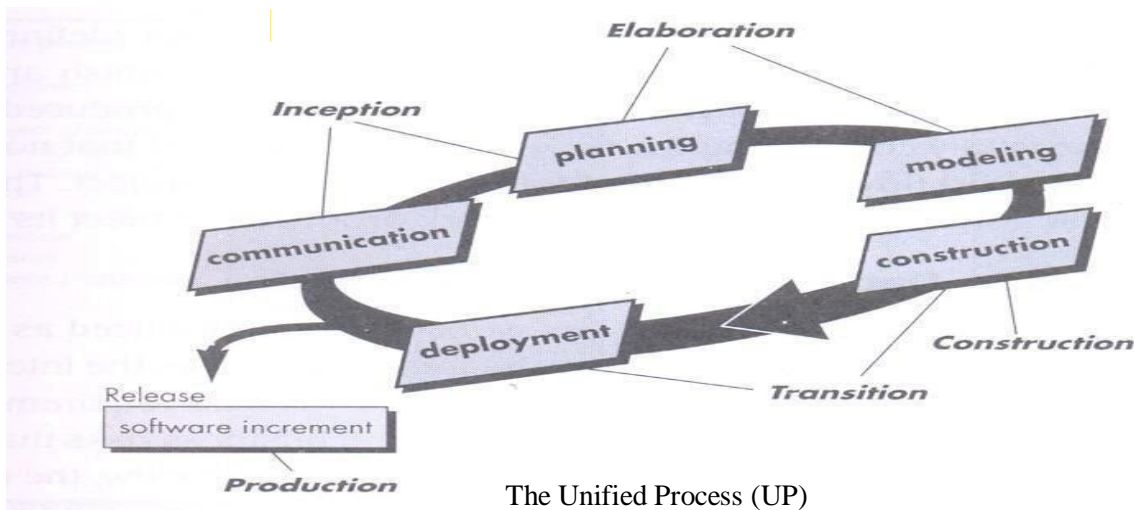 Elaboration
Inception
planning
modeling
communication
construction
deployment
Construction
Transition
Release
software increment
Production
The Unified Process (UP)